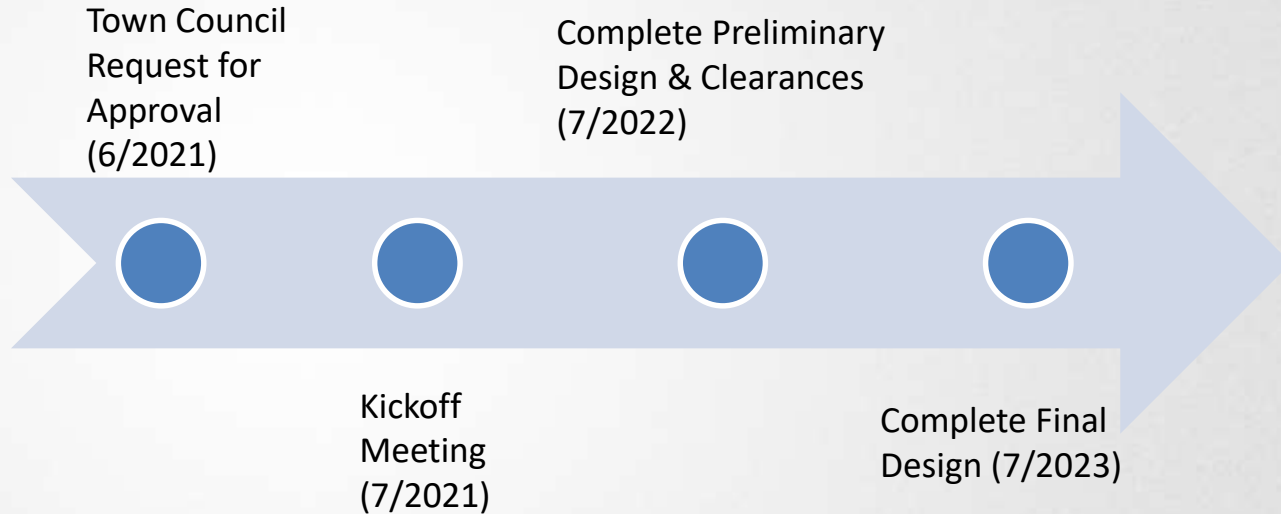 Town Council
Request for
Approval
(6/2021)
Kickoff
Meeting
(7/2021)
Complete Preliminary
Design & Clearances
(7/2022)
Complete Final
Design (7/2023)